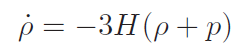 ρ̇ = −3H(ρ + p)